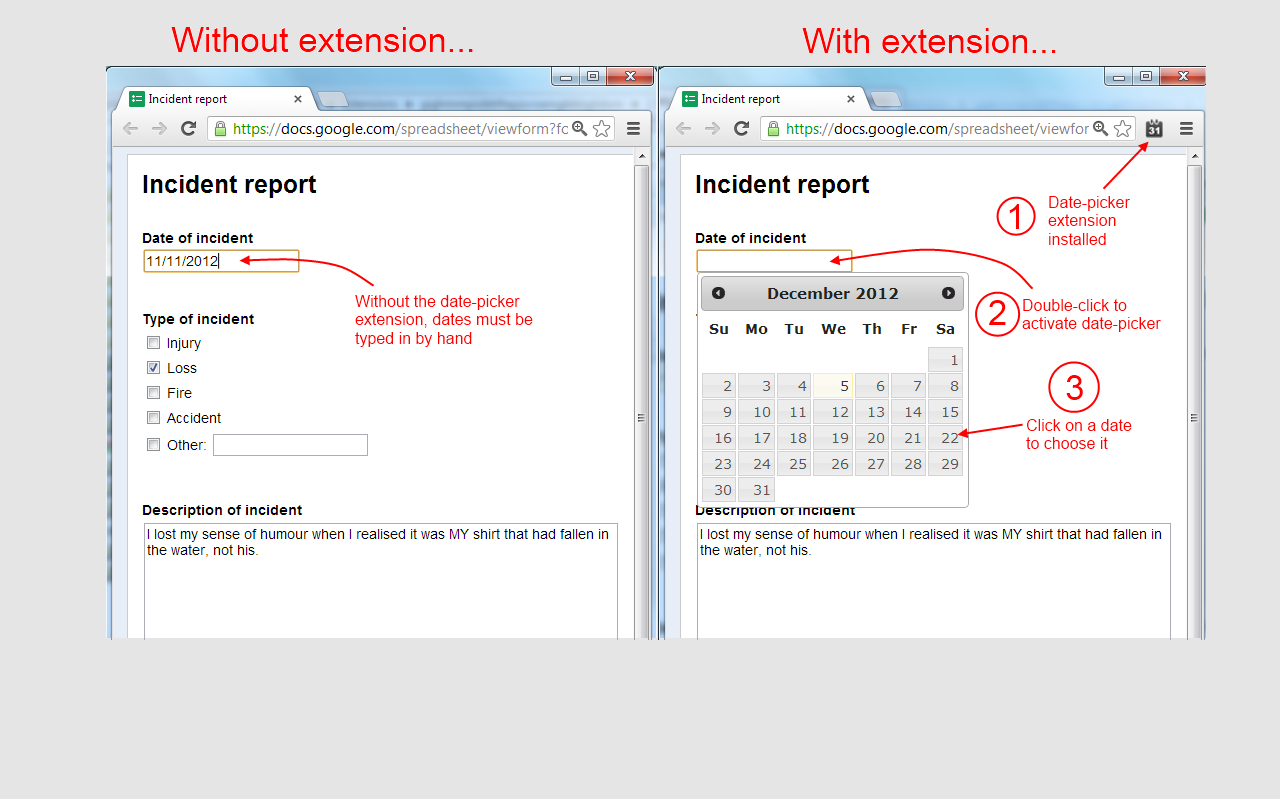 Without extension...
Incident report
https://docs.google.com/spreadsheet/viewform?fc
Incident report
Date of incident
11/11/2012
Without the date-picker
extension, dates must be
typed in by hand
Type of incident
Injury
Loss
Fire
Accident
Other:
Description of incident
I lost my sense of humour when I realised it was MY shirt that had fallen in
the water, not his.
With extension...
Incident report
https://docs.google.com/spreadsheet/viewfor
31
Incident report
1
Date-picker
extension
installed
Date of incident
2
Double-click to
activate date-picker
December 2012
Su Mo Tu We Th Fr Sa
1
2 3 4 5 6 7 8
9 10 11 12 13 14 15
16 17 18 19 20 21 22
23 24 25 26 27 28 29
30 31
3
Click on a date
to choose it
Description of incident
I lost my sense of humour when I realised it was MY shirt that had fallen in
the water, not his.